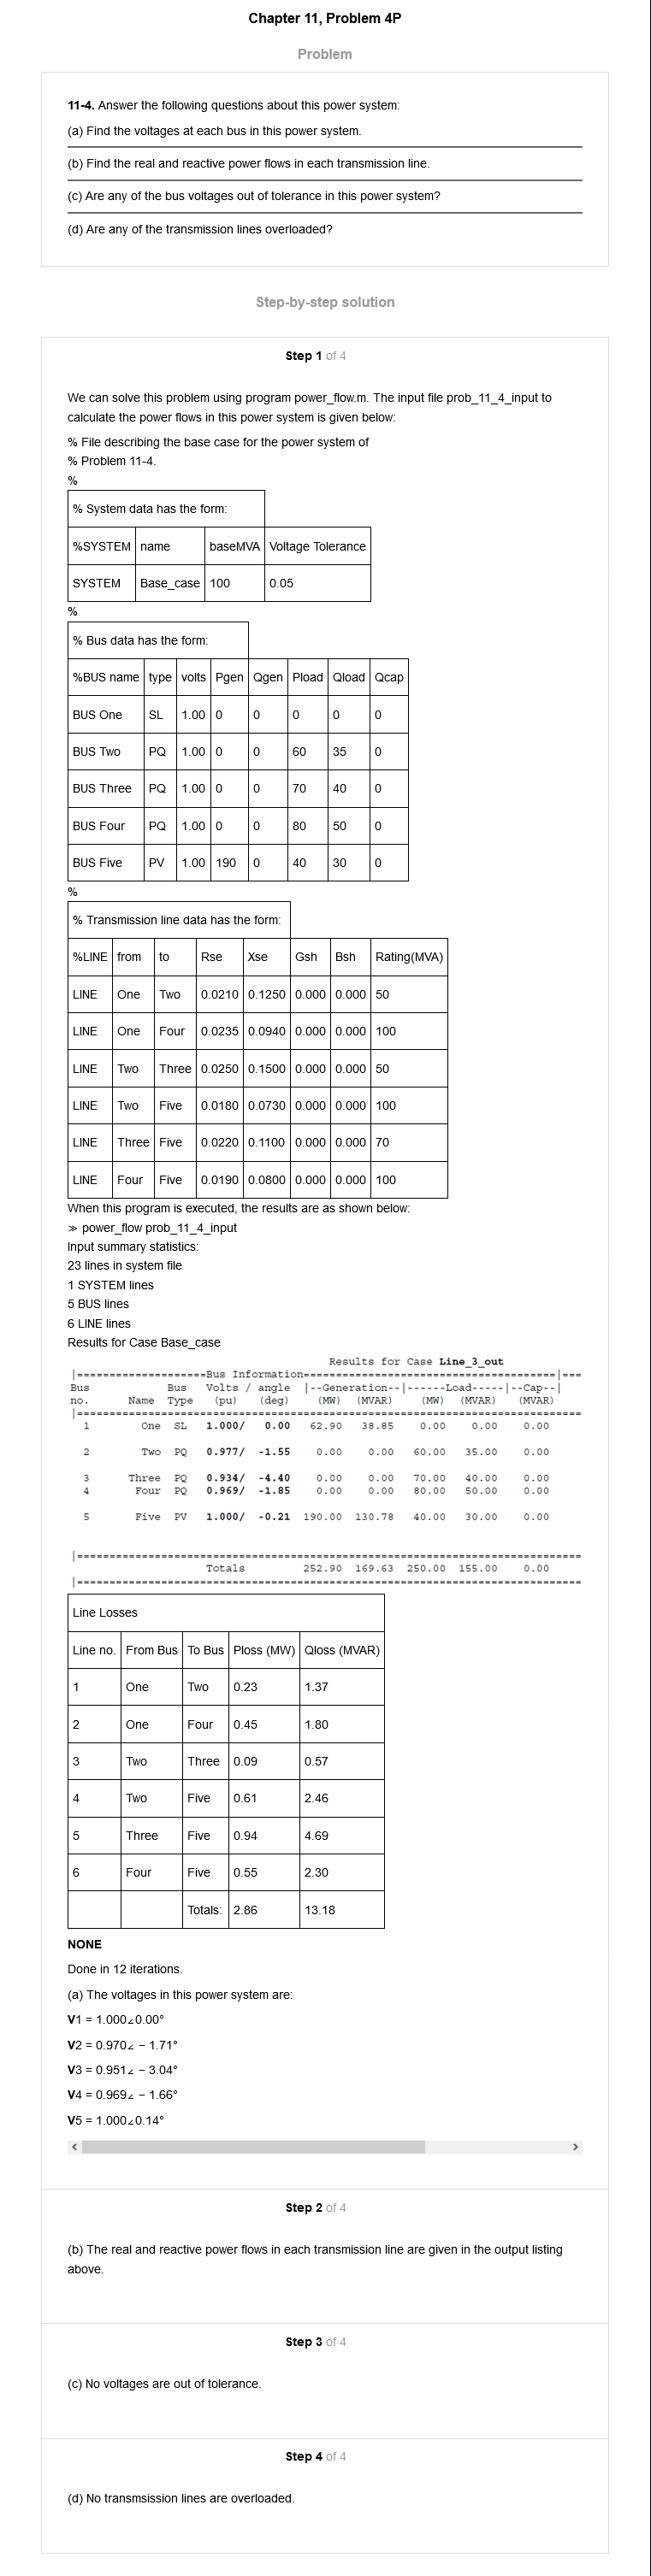 Chapter 11, Problem 4P
Problem
11-4. Answer the following questions about this power system:
(a) Find the voltages at each bus in this power system.
(b) Find the real and reactive power flows in each transmission line.
(c) Are any of the bus voltages out of tolerance in this power system?
(d) Are any of the transmission lines overloaded?
Step-by-step solution
Step 1 of 4
We can solve this problem using program power_flow.m. The input file prob_11_4_input to
calculate the power flows in this power system is given below:
% File describing the base case for the power system of
% Problem 11-4.
%
% System data has the form:
%SYSTEM name baseMVA Voltage Tolerance
SYSTEM Base_case 100 0.05
%
% Bus data has the form:
%BUS name type volts Pgen Qgen Pload Qload Qcap
BUS One SL 1.00 0 0 0 0 0
BUS Two PQ 1.00 0 0 60 35 0
BUS Three PQ 1.00 0 0 70 40 0
BUS Four PQ 1.00 0 0 80 50 0
BUS Five PV 1.00 190 0 40 30 0
%
% Transmission line data has the form:
%LINE from to Rse Xse Gsh Bsh Rating(MVA)
LINE One Two 0.0210 0.1250 0.000 0.000 50
LINE One Four 0.0235 0.0940 0.000 0.000 100
LINE Two Three 0.0250 0.1500 0.000 0.000 50
LINE Two Five 0.0180 0.0730 0.000 0.000 100
LINE Three Five 0.0220 0.1100 0.000 0.000 70
LINE Four Five 0.0190 0.0800 0.000 0.000 100
When this program is executed, the results are as shown below:
≫ power_flow prob_11_4_input
Input summary statistics:
23 lines in system file
1 SYSTEM lines
5 BUS lines
6 LINE lines
Results for Case Base_case
Results for Case Line_3_out
|====================Bus Information=======================================|===
Bus Bus Volts / angle |--Generation--|------Load-----|--Cap--|
no. Name Type (pu) (deg) (MW) (MVAR) (MW) (MVAR) (MVAR)
|==============================================================================
1 One SL 1.000/ 0.00 62.90 38.85 0.00 0.00 0.00
2 Two PQ 0.977/ -1.55 0.00 0.00 60.00 35.00 0.00
3 Three PQ 0.934/ -4.40 0.00 0.00 70.00 40.00 0.00
4 Four PQ 0.969/ -1.85 0.00 0.00 80.00 50.00 0.00
5 Five PV 1.000/ -0.21 190.00 130.78 40.00 30.00 0.00
|==============================================================================
Totals 252.90 169.63 250.00 155.00 0.00
|==============================================================================
Line Losses
Line no. From Bus To Bus Ploss (MW) Qloss (MVAR)
1 One Two 0.23 1.37
2 One Four 0.45 1.80
3 Two Three 0.09 0.57
4 Two Five 0.61 2.46
5 Three Five 0.94 4.69
6 Four Five 0.55 2.30
Totals: 2.86 13.18
NONE
Done in 12 iterations.
(a) The voltages in this power system are:
V1 = 1.000∠0.00°
V2 = 0.970∠ − 1.71°
V3 = 0.951∠ − 3.04°
V4 = 0.969∠ − 1.66°
V5 = 1.000∠0.14°
Step 2 of 4
(b) The real and reactive power flows in each transmission line are given in the output listing
above.
Step 3 of 4
(c) No voltages are out of tolerance.
Step 4 of 4
(d) No transmsission lines are overloaded.